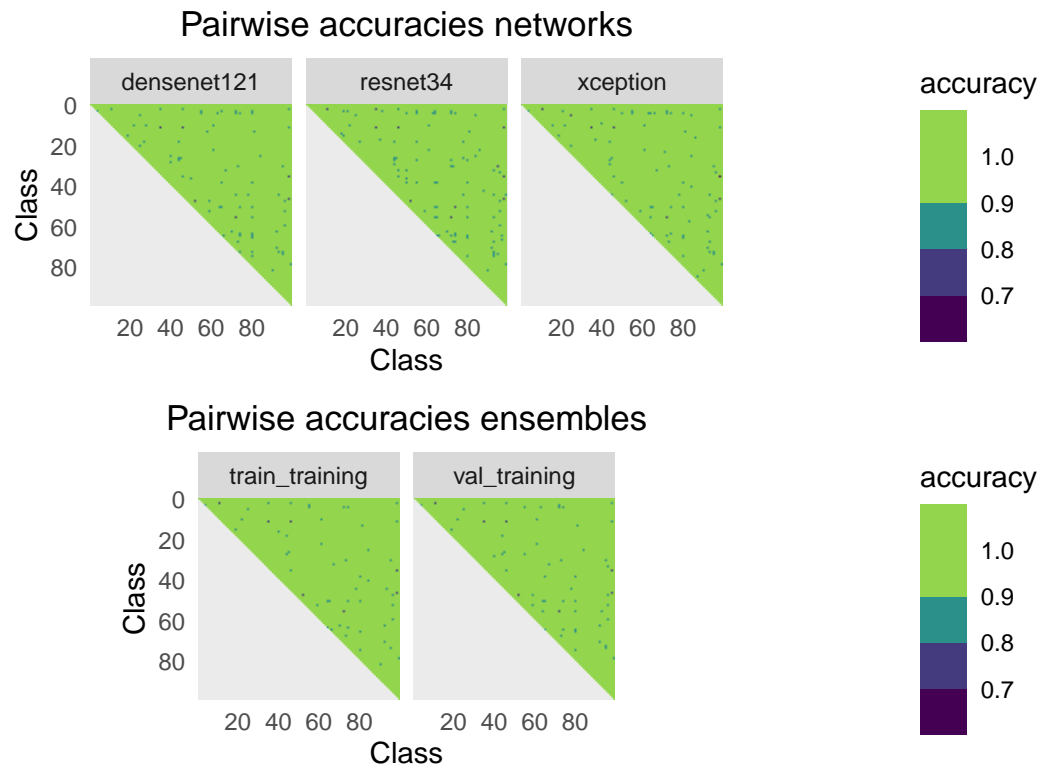 Pairwise accuracies networks
densenet121 resnet34 xception
0
20
40
60
80
Class
20 40 60 80 20 40 60 80 20 40 60 80
Class
accuracy
1.0
0.9
0.8
0.7
Pairwise accuracies ensembles
train_training val_training
0
20
40
60
80
Class
20 40 60 80 20 40 60 80
Class
accuracy
1.0
0.9
0.8
0.7